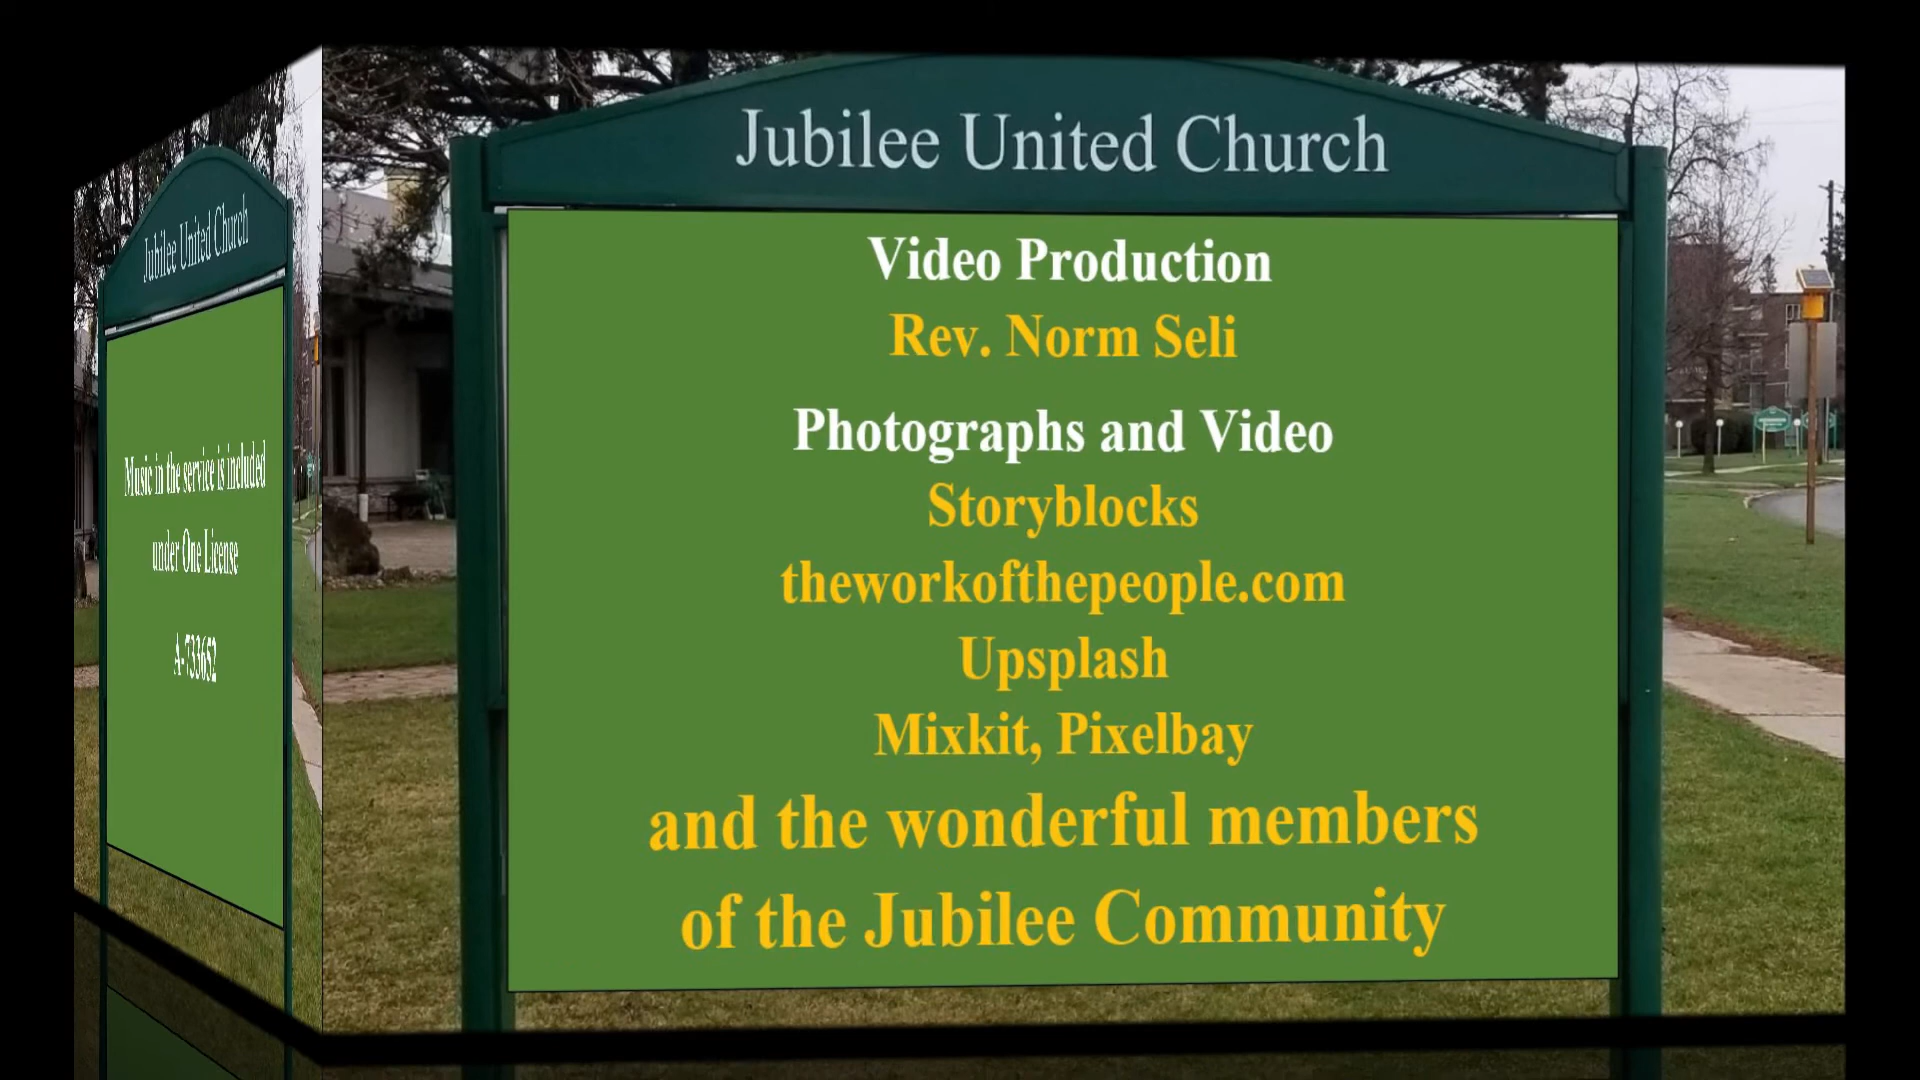 Jubilee United Church
Music in the service is included
under One License
A-733652
Jubilee United Church
Video Production
Rev. Norm Seli
Photographs and Video
Storyblocks
theworkofthepeople.com
Upsplash
Mixkit, Pixelbay
and the wonderful members
of the Jubilee Community